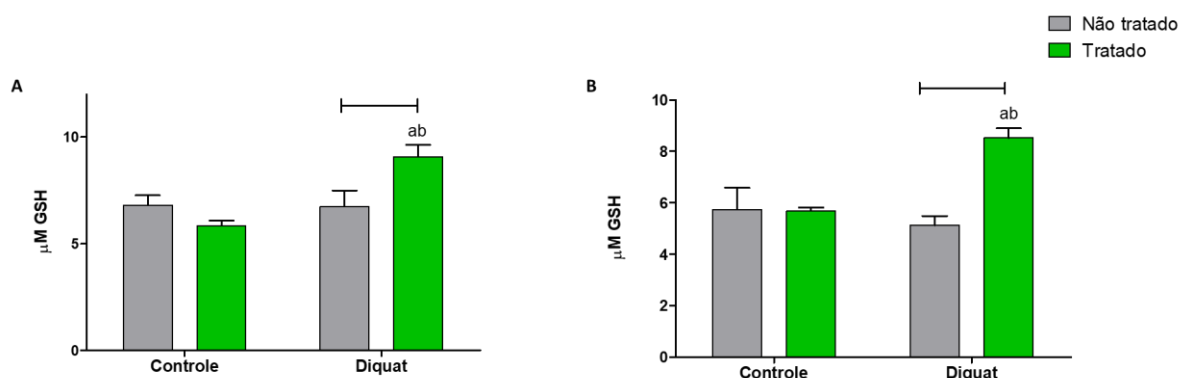 Não tratado
Tratado
A
µM GSH
10
5
0
ab
Controle
Diquat
B
µM GSH
10
8
6
4
2
0
ab
Controle
Diquat